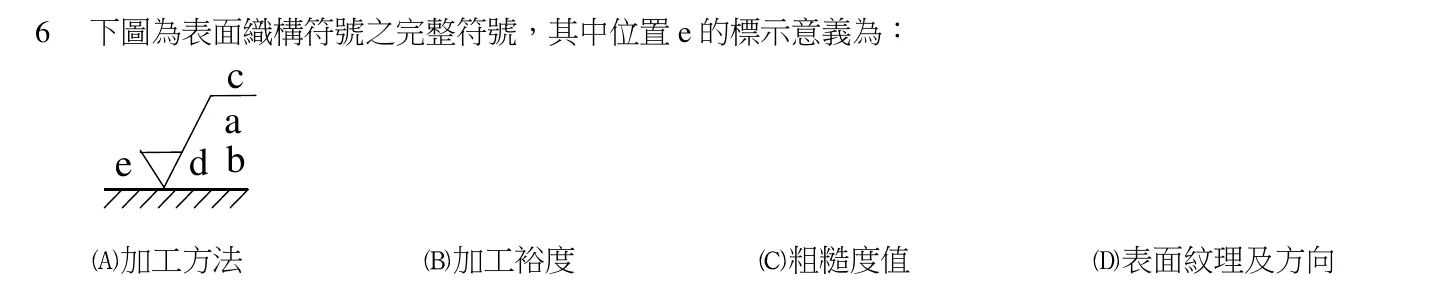 6 下圖為表面織構符號之完整符號，其中位置 e 的標示意義為：
c
a
e d b
(A)加工方法 (B)加工裕度 (C)粗糙度值 (D)表面紋理及方向